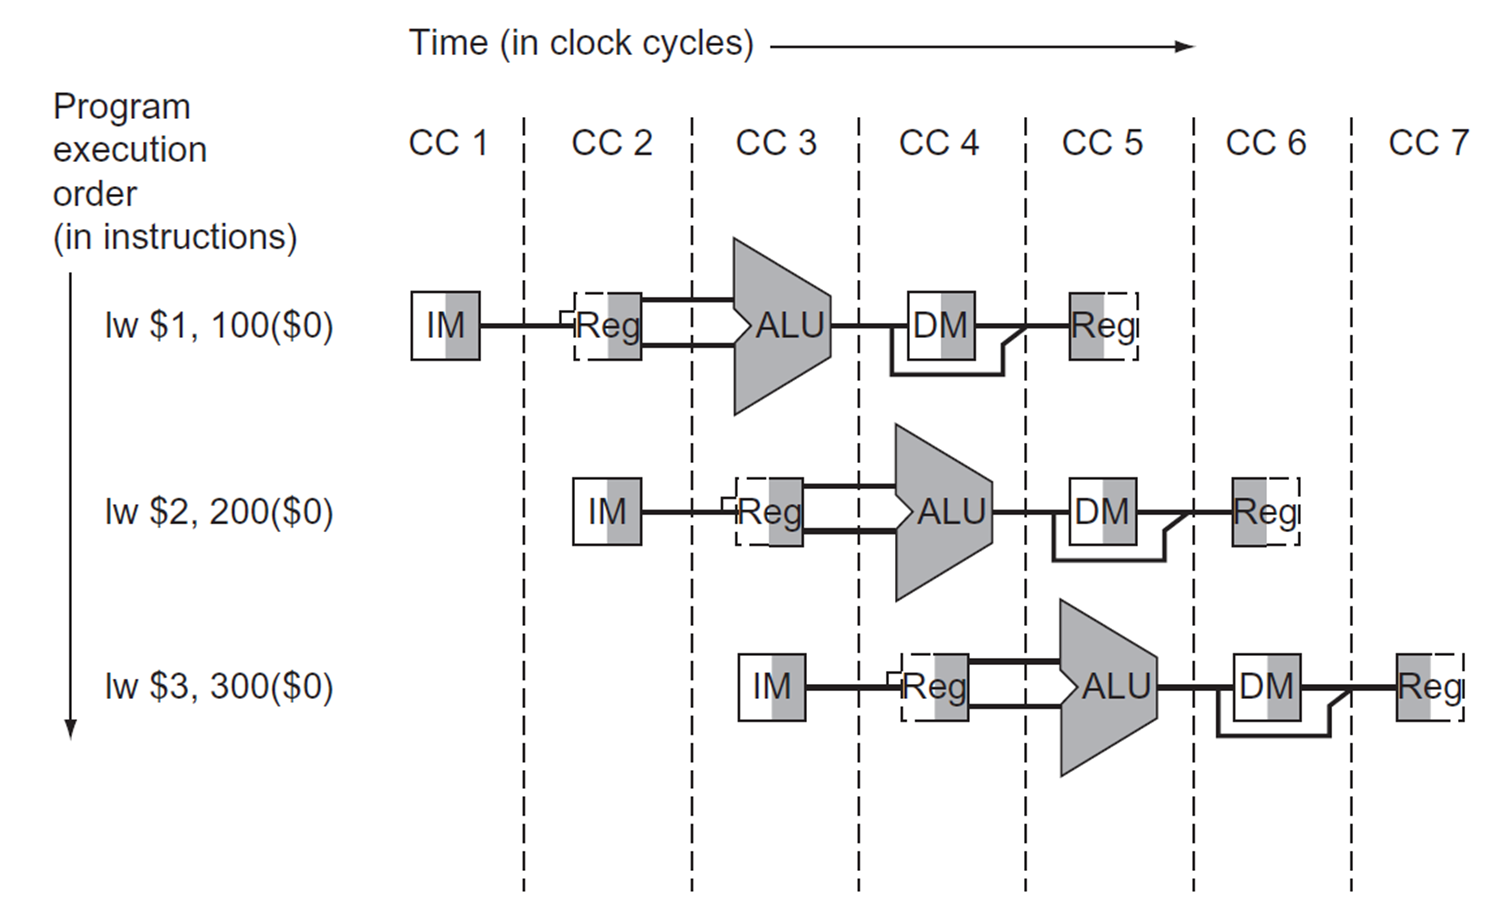 Time (in clock cycles)
Program
execution
order
(in instructions)
CC 1 CC 2 CC 3 CC 4 CC 5 CC 6 CC 7
lw $1, 100($0) IM Reg ALU DM Reg
lw $2, 200($0) IM Reg ALU DM Reg
lw $3, 300($0) IM Reg ALU DM Reg